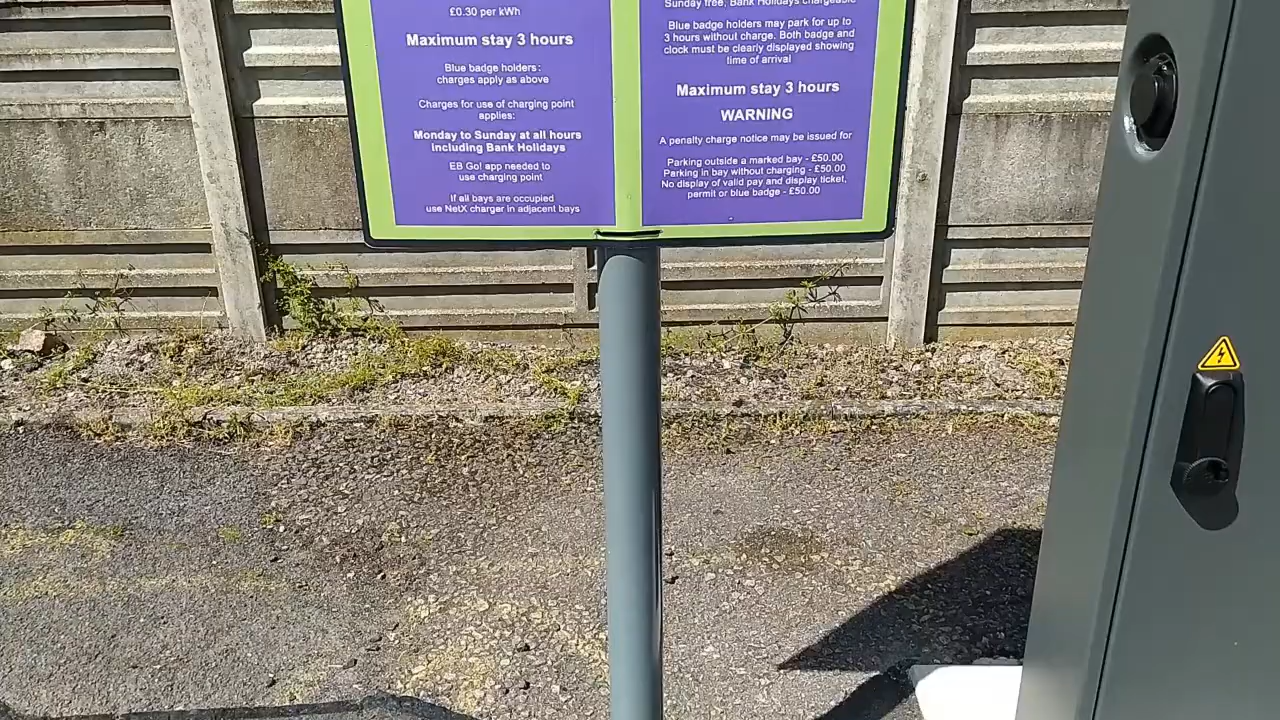 £0.30 per kWh
Maximum stay 3 hours
Blue badge holders:
charges apply as above
Charges for use of charging point
applies:
Monday to Sunday at all hours
including Bank Holidays
EB Go! app needed to
use charging point
If all bays are occupied
use NetX charger in adjacent bays
Sunday free, Bank Holidays chargeable
Blue badge holders may park for up to
3 hours without charge. Both badge and
clock must be clearly displayed showing
time of arrival
Maximum stay 3 hours
WARNING
A penalty charge notice may be issued for
Parking outside a marked bay - £50.00
Parking in bay without charging - £50.00
No display of valid pay and display ticket,
permit or blue badge - £50.00